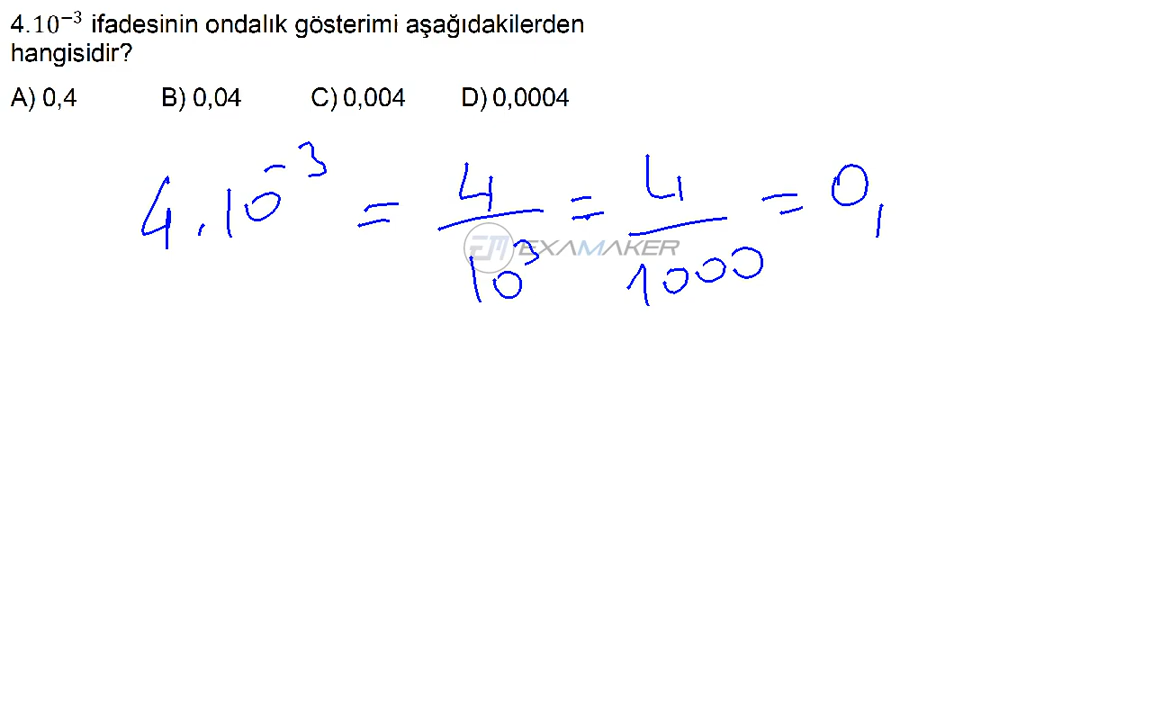 4.10⁻³ ifadesinin ondalık gösterimi aşağıdakilerden
hangisidir?
A) 0,4 B) 0,04 C) 0,004 D) 0,0004
4.10⁻³ = 4/10³ = 4/1000 = 0,
EXAMAKER